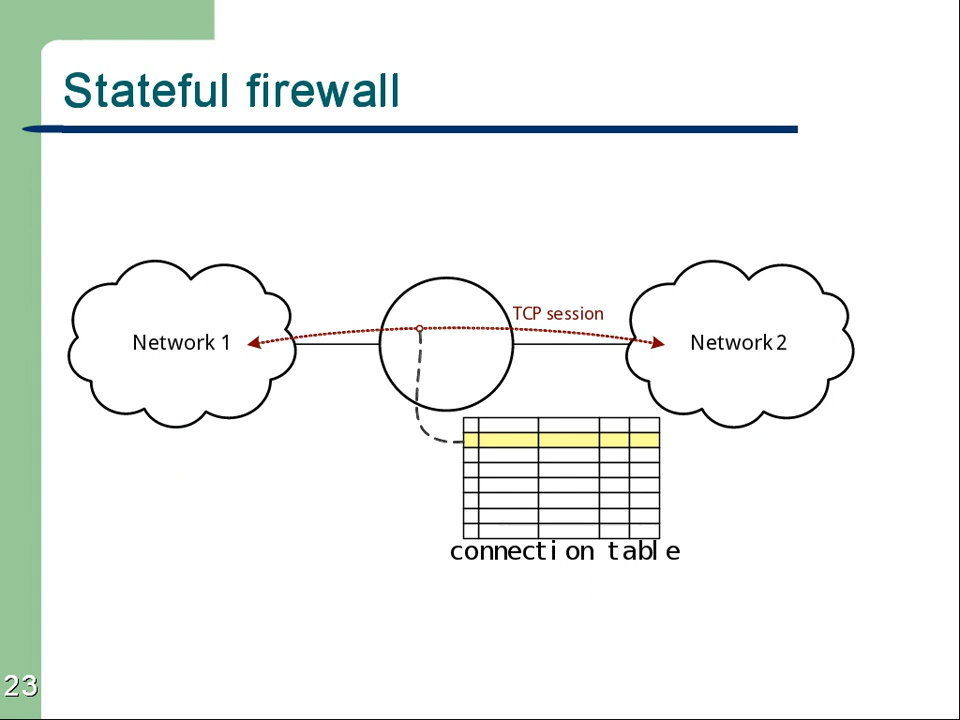 Stateful firewall
TCP session
Network 1
Network 2
connection table
23